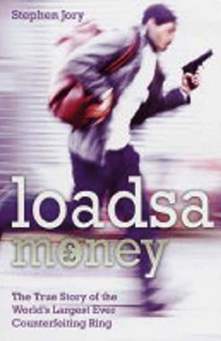 Stephen Jory
loadsa
money
The True Story of the
World's Largest Ever
Counterfeiting Ring